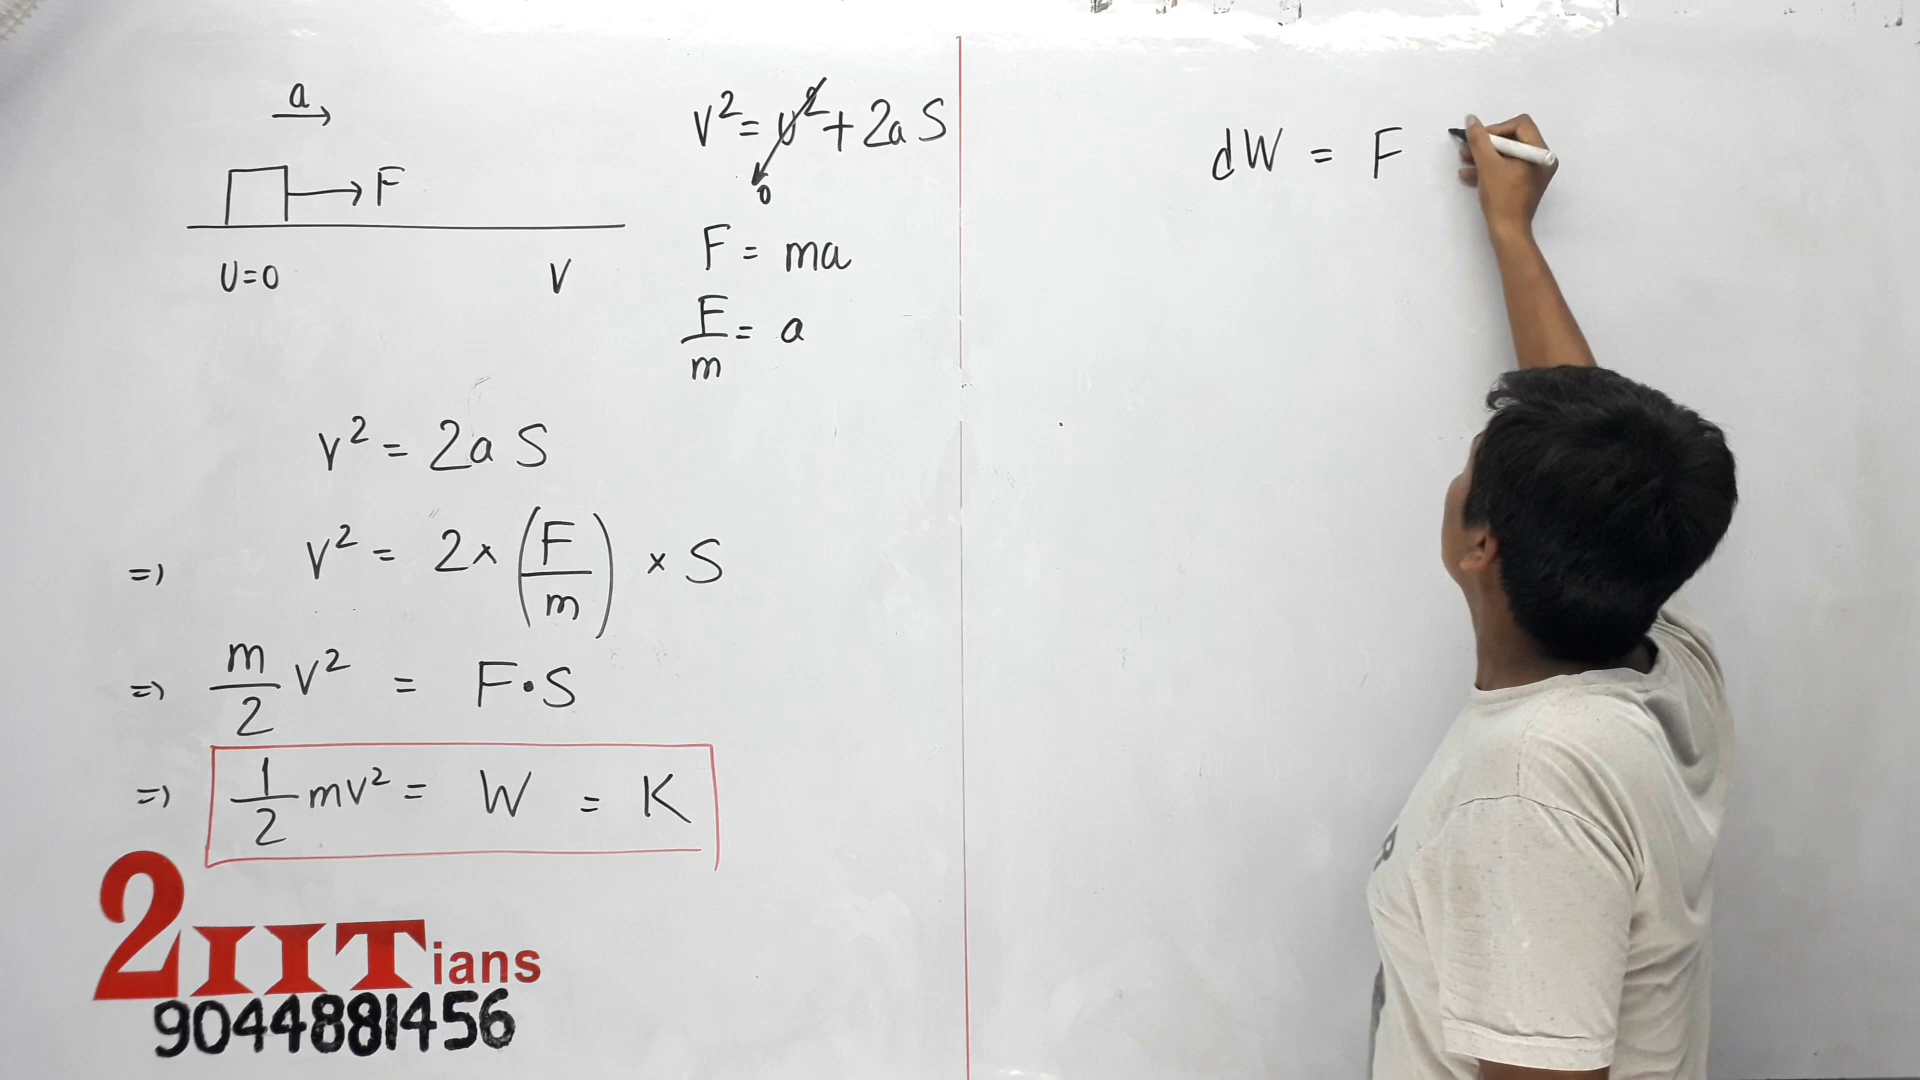 a
F
U=0 V
V² = u² + 2aS
0
F = ma
F/m = a
V² = 2aS
=) V² = 2 × (F/m) × S
=) m/2 V² = F•S
=) 1/2 mv² = W = K
2IITians
9044881456
dW = F